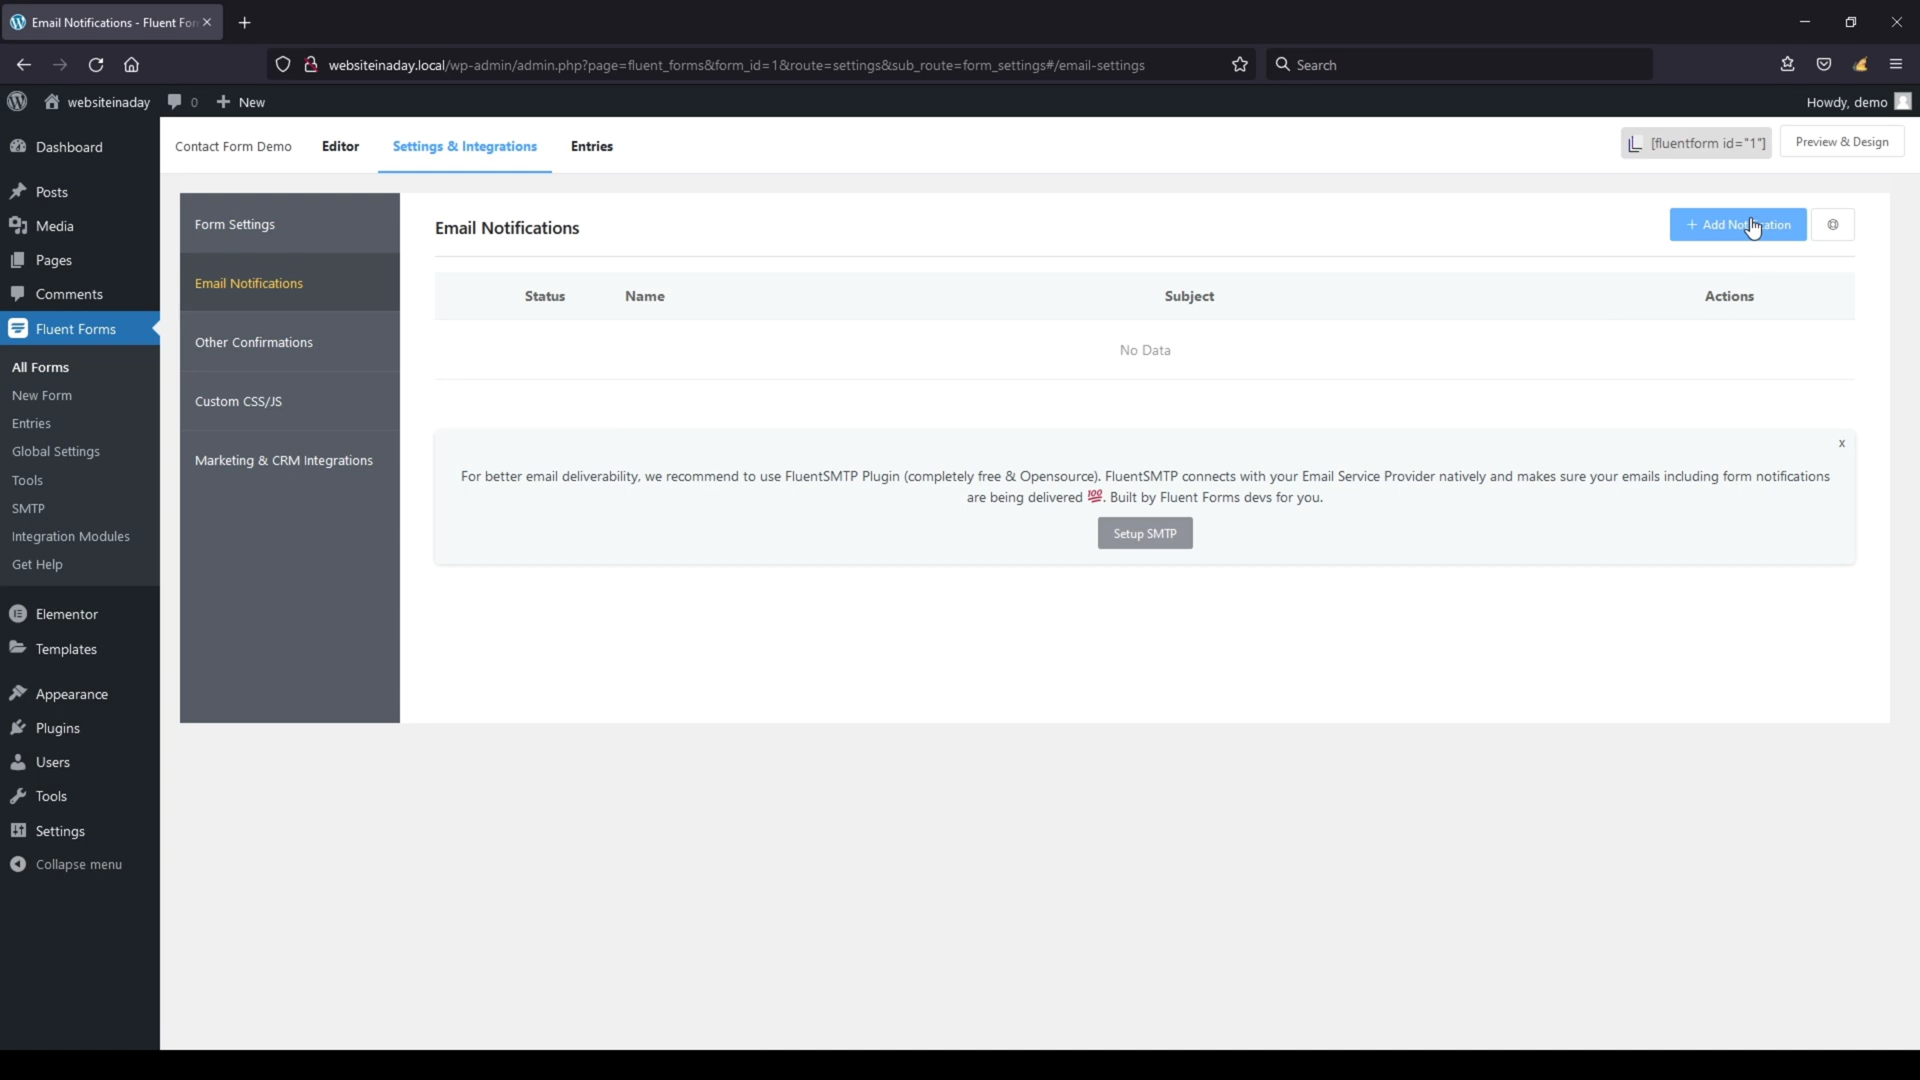 Email Notifications - Fluent For
websiteinaday.local/wp-admin/admin.php?page=fluent_forms&form_id=1&route=settings&sub_route=form_settings#/email-settings
Search
websiteinaday
0
New
Howdy, demo
Dashboard
Posts
Media
Pages
Comments
Fluent Forms
All Forms
New Form
Entries
Global Settings
Tools
SMTP
Integration Modules
Get Help
Elementor
Templates
Appearance
Plugins
Users
Tools
Settings
Collapse menu
Contact Form Demo
Editor
Settings & Integrations
Entries
[fluentform id="1"]
Preview & Design
Form Settings
Email Notifications
Other Confirmations
Custom CSS/JS
Marketing & CRM Integrations
Email Notifications
+ Add Notification
Status Name Subject Actions
No Data
x
For better email deliverability, we recommend to use FluentSMTP Plugin (completely free & Opensource). FluentSMTP connects with your Email Service Provider natively and makes sure your emails including form notifications
are being delivered 💯. Built by Fluent Forms devs for you.
Setup SMTP